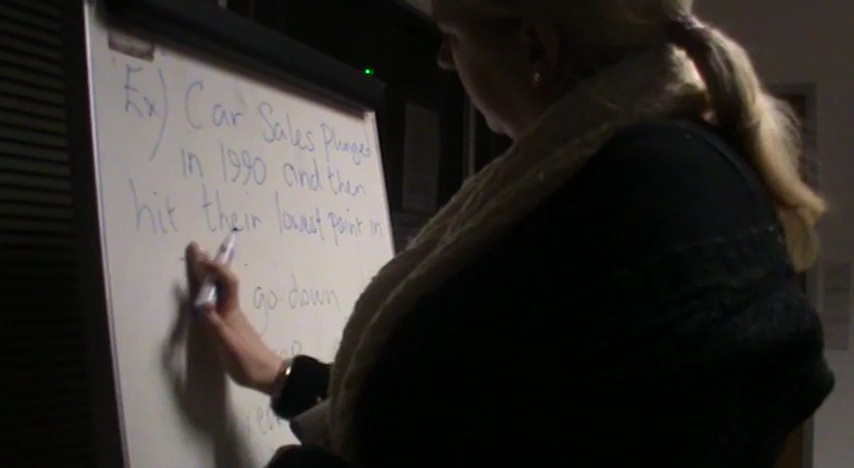 Ex) Car Sales Plunged
in 1990 and then
hit their lowest point in
go down